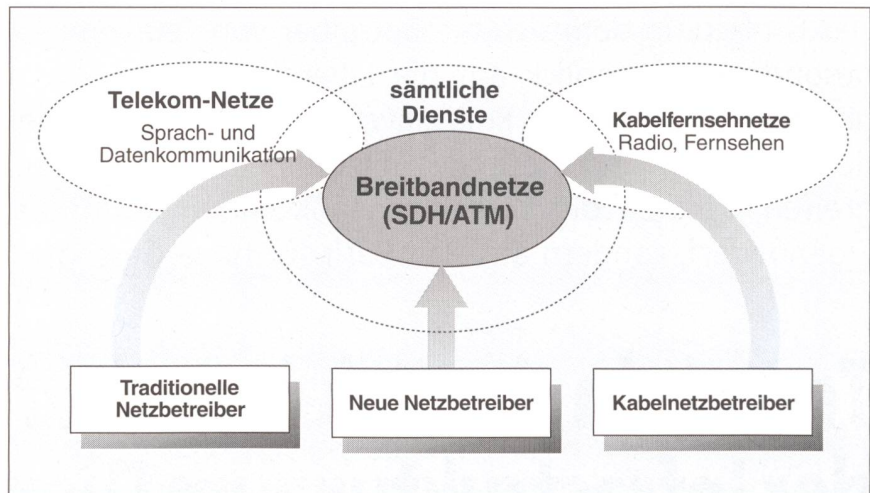 Telekom-Netze
Sprach- und
Datenkommunikation
sämtliche
Dienste
Kabelfernsehnetze
Radio, Fernsehen
Breitbandnetze
(SDH/ATM)
Traditionelle
Netzbetreiber
Neue Netzbetreiber
Kabelnetzbetreiber